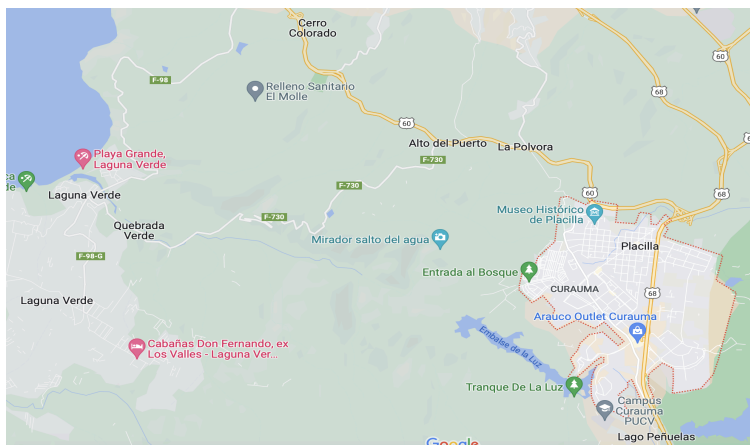 Cerro
Colorado
60
F-98
68
Relleno Sanitario
El Molle
60
68
Alto del Puerto
La Polvora
Playa Grande,
Laguna Verde
F-730
F-730
60
68
Laguna Verde
Museo Histórico
de Placilla
F-730
Quebrada
Verde
Mirador salto del agua
Placilla
F-98-G
Entrada al Bosque
CURAUMA
68
Laguna Verde
Arauco Outlet Curauma
Embalse de la Luz
Cabañas Don Fernando, ex
Los Valles - Laguna Ver...
Tranque De La Luz
Campus
Curauma
PUCV
Lago Peñuelas
Google